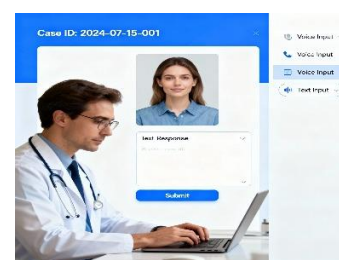 Case ID: 2024-07-15-001
Text Response
Submit
Voice Input
Voice Input
Voice Input
Text Input